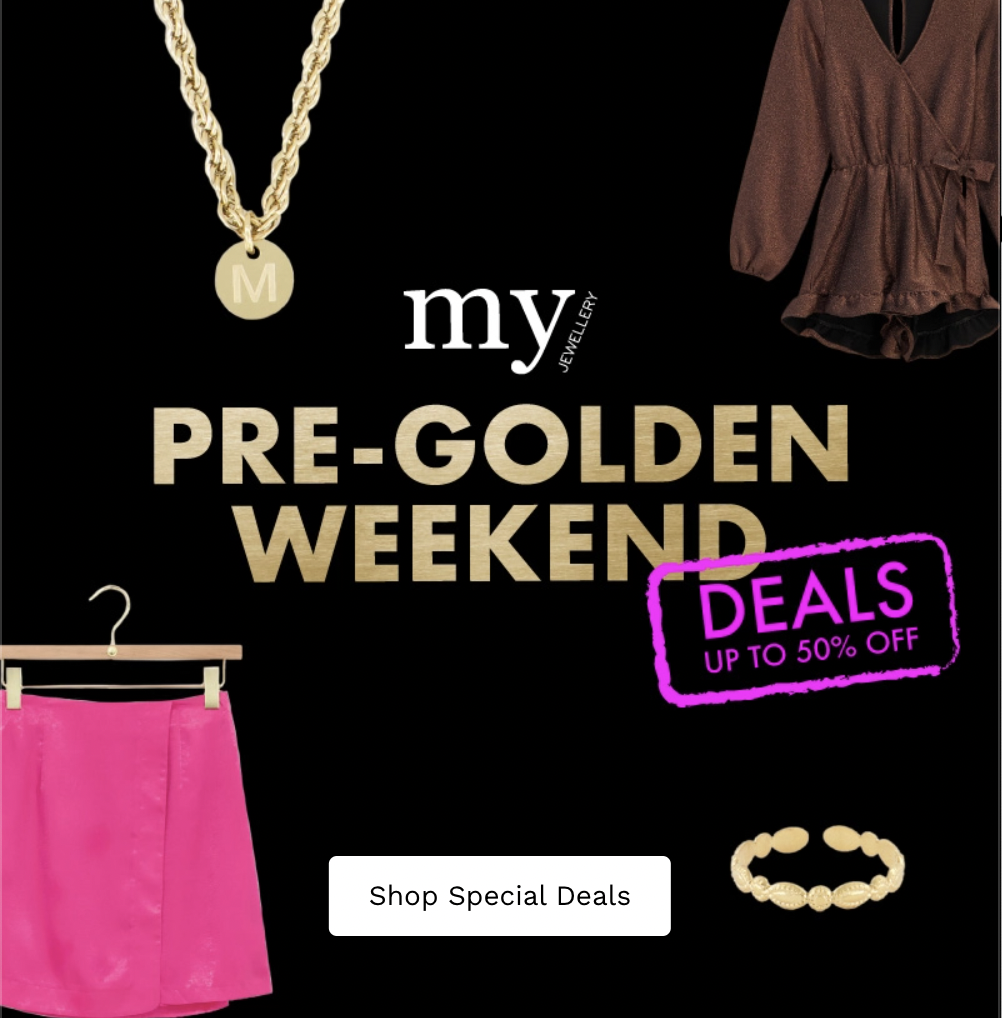 M
my
JEWELLERY
PRE-GOLDEN
WEEKEND
DEALS
UP TO 50% OFF
Shop Special Deals